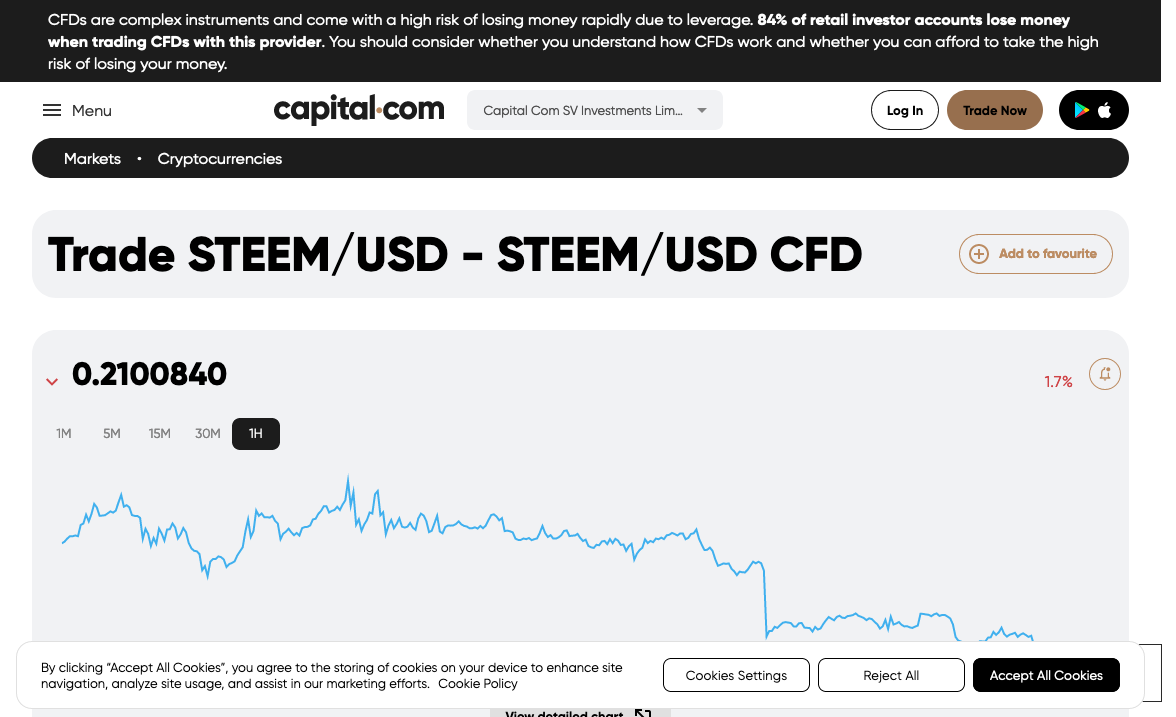 CFDs are complex instruments and come with a high risk of losing money rapidly due to leverage. 84% of retail investor accounts lose money
when trading CFDs with this provider. You should consider whether you understand how CFDs work and whether you can afford to take the high
risk of losing your money.
Menu
capital.com
Capital Com SV Investments Lim...
Log In
Trade Now
Markets • Cryptocurrencies
Trade STEEM/USD - STEEM/USD CFD
Add to favourite
0.2100840
1.7%
1M 5M 15M 30M 1H
By clicking “Accept All Cookies”, you agree to the storing of cookies on your device to enhance site
navigation, analyze site usage, and assist in our marketing efforts. Cookie Policy
Cookies Settings
Reject All
Accept All Cookies
View detailed chart